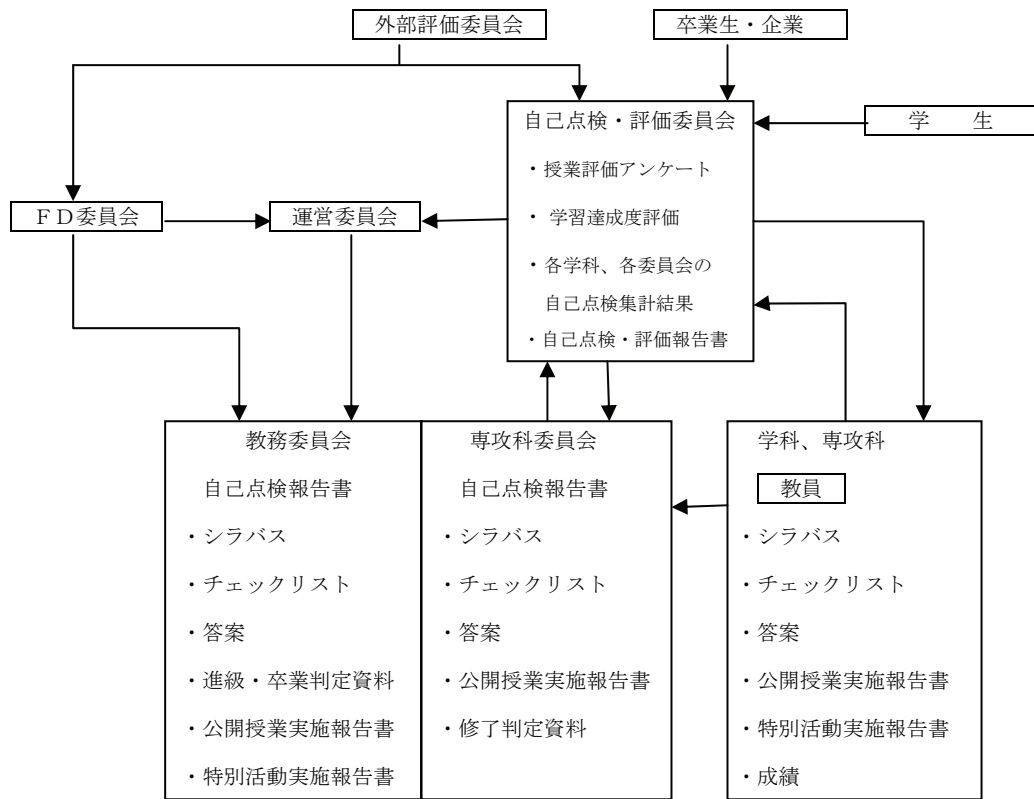 外部評価委員会
卒業生・企業
自己点検・評価委員会
学　　生
・授業評価アンケート
・ 学習達成度評価
・各学科、各委員会の
自己点検集計結果
・自己点検・評価報告書
ＦＤ委員会
運営委員会
教務委員会
自己点検報告書
・シラバス
・チェックリスト
・答案
・進級・卒業判定資料
・公開授業実施報告書
・特別活動実施報告書
専攻科委員会
自己点検報告書
・シラバス
・チェックリスト
・答案
・公開授業実施報告書
・修了判定資料
学科、専攻科
教員
・シラバス
・チェックリスト
・答案
・公開授業実施報告書
・特別活動実施報告書
・成績